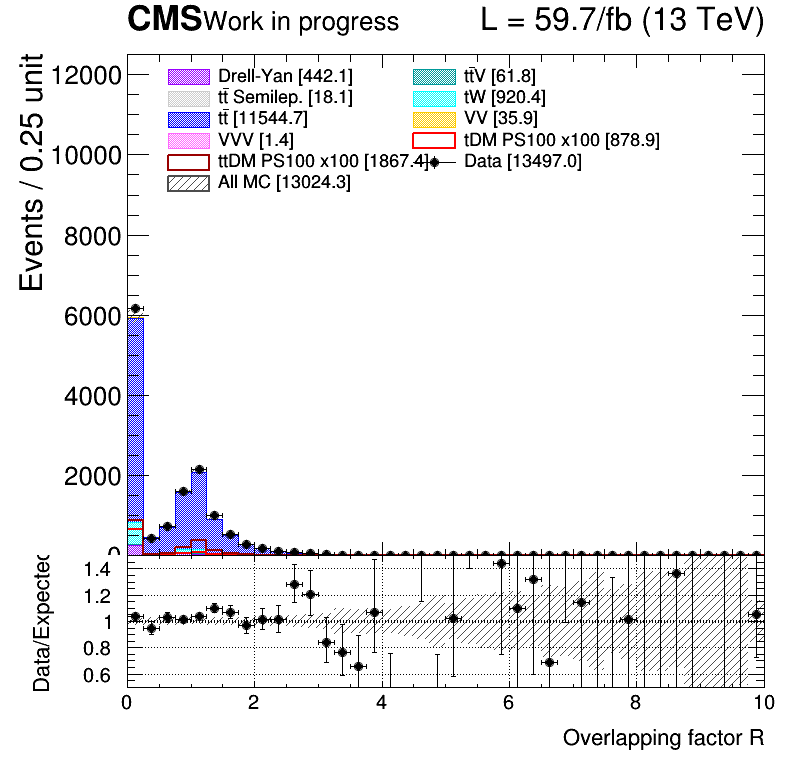 CMS Work in progress L = 59.7/fb (13 TeV)
Events / 0.25 unit
12000
10000
8000
6000
4000
2000
0
Drell-Yan [442.1]
tt̄ Semilep. [18.1]
tt̄ [11544.7]
VVV [1.4]
ttDM PS100 x100 [1867.4]
All MC [13024.3]
tt̄V [61.8]
tW [920.4]
VV [35.9]
tDM PS100 x100 [878.9]
Data [13497.0]
Data/Expected
1.4
1.2
1
0.8
0.6
0 2 4 6 8 10
Overlapping factor R